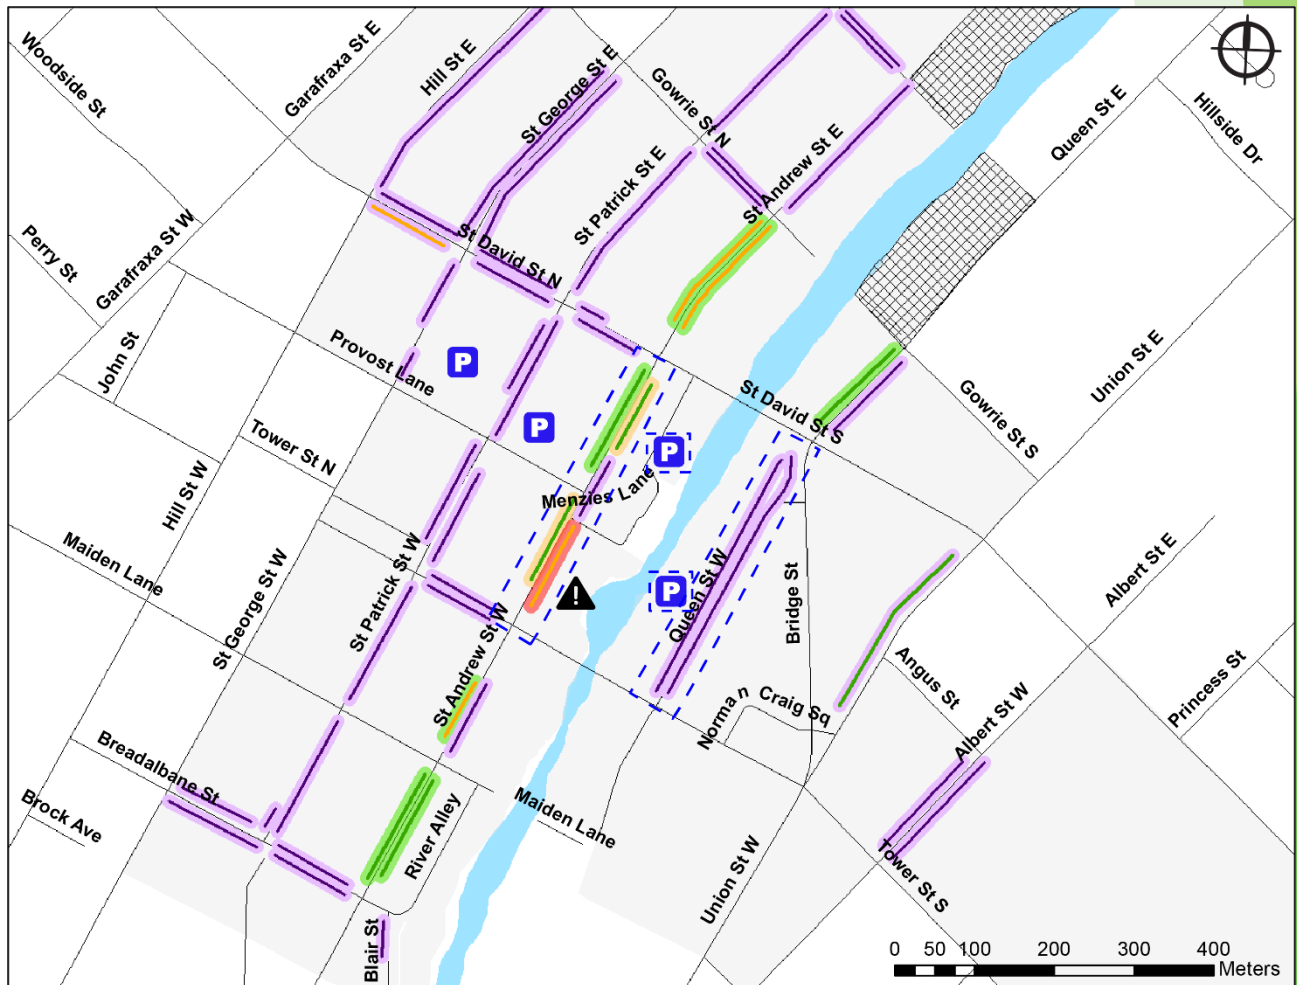 Woodside St
Garafraxa St E
Hill St E
St George St E
Gowrie St N
Queen St E
Hillside Dr
St Andrew St E
St Patrick St E
Perry St
Garafraxa St W
St David St N
John St
Provost Lane
P
Union St E
St David St S
Gowrie St S
P
Tower St N
P
Menzies Lane
Hill St W
Maiden Lane
St George St W
St Patrick St W
!
P
Queen St W
Bridge St
Albert St E
St Andrew St W
Angus St
Princess St
Norman Craig Sq
Albert St W
Breadalbane St
Brock Ave
River Alley
Maiden Lane
Union St W
Tower St S
Blair St
0 50 100 200 300 400
Meters